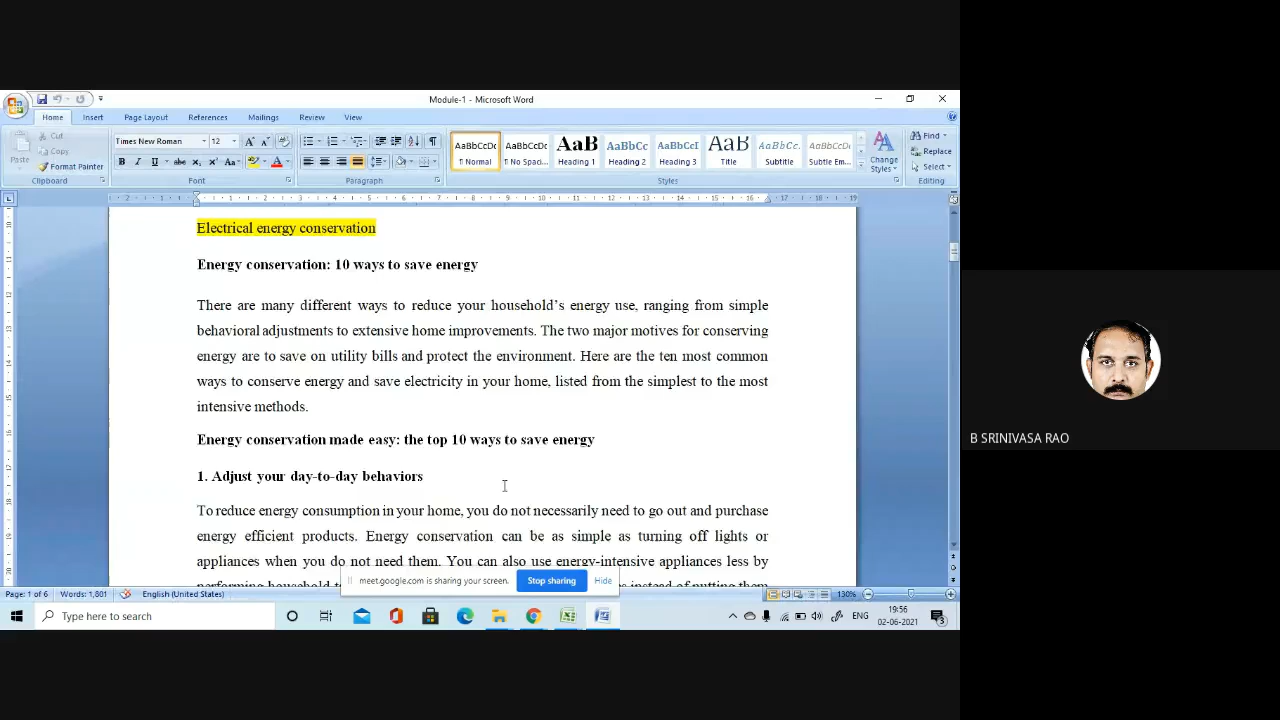 Module-1 - Microsoft Word
Home Insert Page Layout References Mailings Review View
Cut
Copy
Paste
Format Painter
Clipboard
Times New Roman 12
Font
Paragraph
AaBbCcDc AaBbCcDc AaB AaBbCc AaBbCcI AaB AaBbCc. AaBbCcDc
¶ Normal ¶ No Spaci... Heading 1 Heading 2 Heading 3 Title Subtitle Subtle Em...
Change
Styles
Styles
Find
Replace
Select
Editing
Electrical energy conservation
Energy conservation: 10 ways to save energy
There are many different ways to reduce your household’s energy use, ranging from simple
behavioral adjustments to extensive home improvements. The two major motives for conserving
energy are to save on utility bills and protect the environment. Here are the ten most common
ways to conserve energy and save electricity in your home, listed from the simplest to the most
intensive methods.
Energy conservation made easy: the top 10 ways to save energy
1. Adjust your day-to-day behaviors
To reduce energy consumption in your home, you do not necessarily need to go out and purchase
energy efficient products. Energy conservation can be as simple as turning off lights or
appliances when you do not need them. You can also use energy-intensive appliances less by
performing household instead of putting them
meet.google.com is sharing your screen. Stop sharing Hide
Page: 1 of 6 Words: 1,801 English (United States) 130%
Type here to search
ENG
19:56
02-06-2021
3
B SRINIVASA RAO